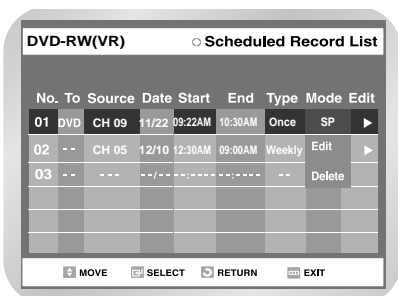 DVD-RW(VR) Scheduled Record List
No. To Source Date Start End Type Mode Edit
01 DVD CH 09 11/22 09:22AM 10:30AM Once SP ►
02 -- CH 05 12/10 12:30AM 09:00AM Weekly Edit ►
03 -- --- --/-- --:-- --:-- -- Delete
MOVE SELECT RETURN EXIT